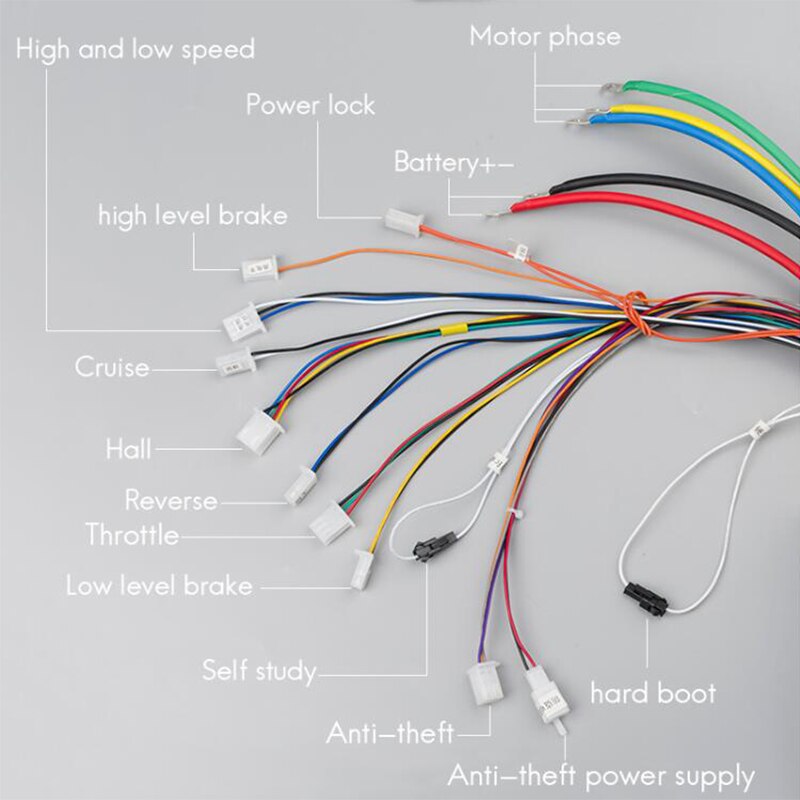 Motor phase
High and low speed
Power lock
Battery+-
high level brake
Cruise
Hall
Reverse
Throttle
Low level brake
Self study
hard boot
Anti-theft
Anti-theft power supply